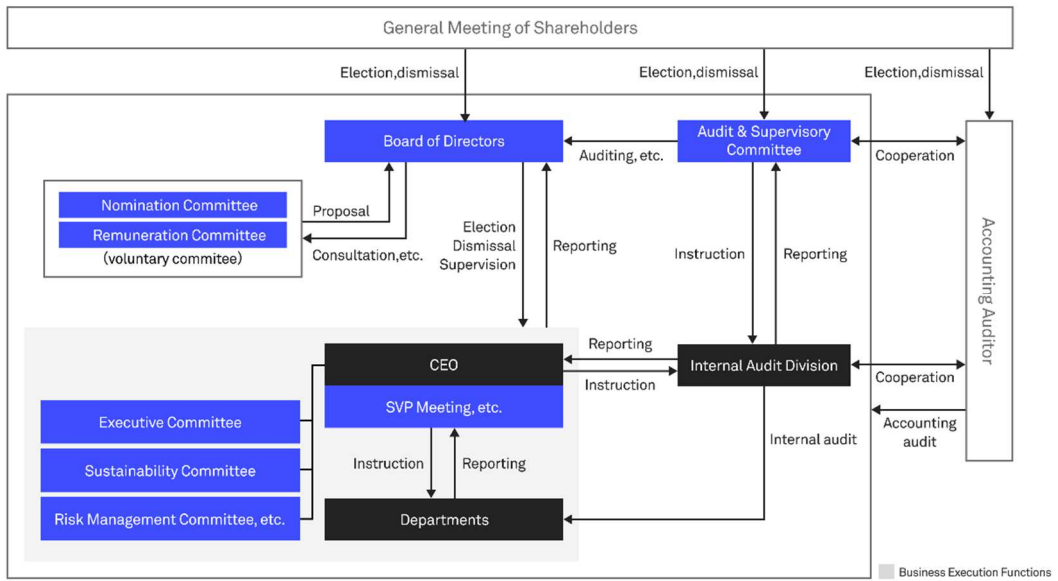 General Meeting of Shareholders
Election,dismissal
Election,dismissal
Election,dismissal
Board of Directors
Auditing, etc.
Audit & Supervisory
Committee
Cooperation
Nomination Committee
Remuneration Committee
(voluntary commitee)
Proposal
Consultation,etc.
Election
Dismissal
Supervision
Reporting
Instruction
Reporting
Accounting Auditor
CEO
SVP Meeting, etc.
Reporting
Instruction
Internal Audit Division
Cooperation
Accounting
audit
Internal audit
Executive Committee
Sustainability Committee
Risk Management Committee, etc.
Instruction
Reporting
Departments
Business Execution Functions